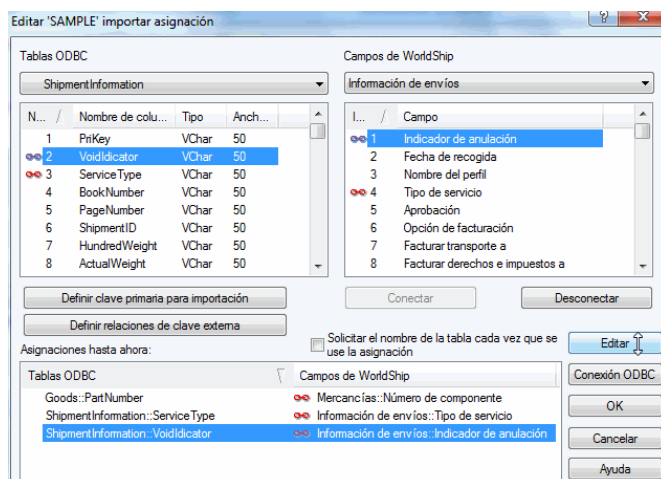 Editar 'SAMPLE' importar asignación
Tablas ODBC
Campos de WorldShip
ShipmentInformation
Información de envíos
N... Nombre de colu... Tipo Anch...
1 PriKey VChar 50
2 VoidIdicator VChar 50
3 ServiceType VChar 50
4 BookNumber VChar 50
5 PageNumber VChar 50
6 ShipmentID VChar 50
7 HundredWeight VChar 50
8 ActualWeight VChar 50
I... Campo
1 Indicador de anulación
2 Fecha de recogida
3 Nombre del perfil
4 Tipo de servicio
5 Aprobación
6 Opción de facturación
7 Facturar transporte a
8 Facturar derechos e impuestos a
Definir clave primaria para importación
Conectar
Desconectar
Definir relaciones de clave externa
Solicitar el nombre de la tabla cada vez que se
use la asignación
Editar
Asignaciones hasta ahora:
Tablas ODBC Campos de WorldShip
Goods::PartNumber Mercancías::Número de componente
ShipmentInformation::ServiceType Información de envíos::Tipo de servicio
ShipmentInformation::VoidIdicator Información de envíos::Indicador de anulación
Conexión ODBC
OK
Cancelar
Ayuda